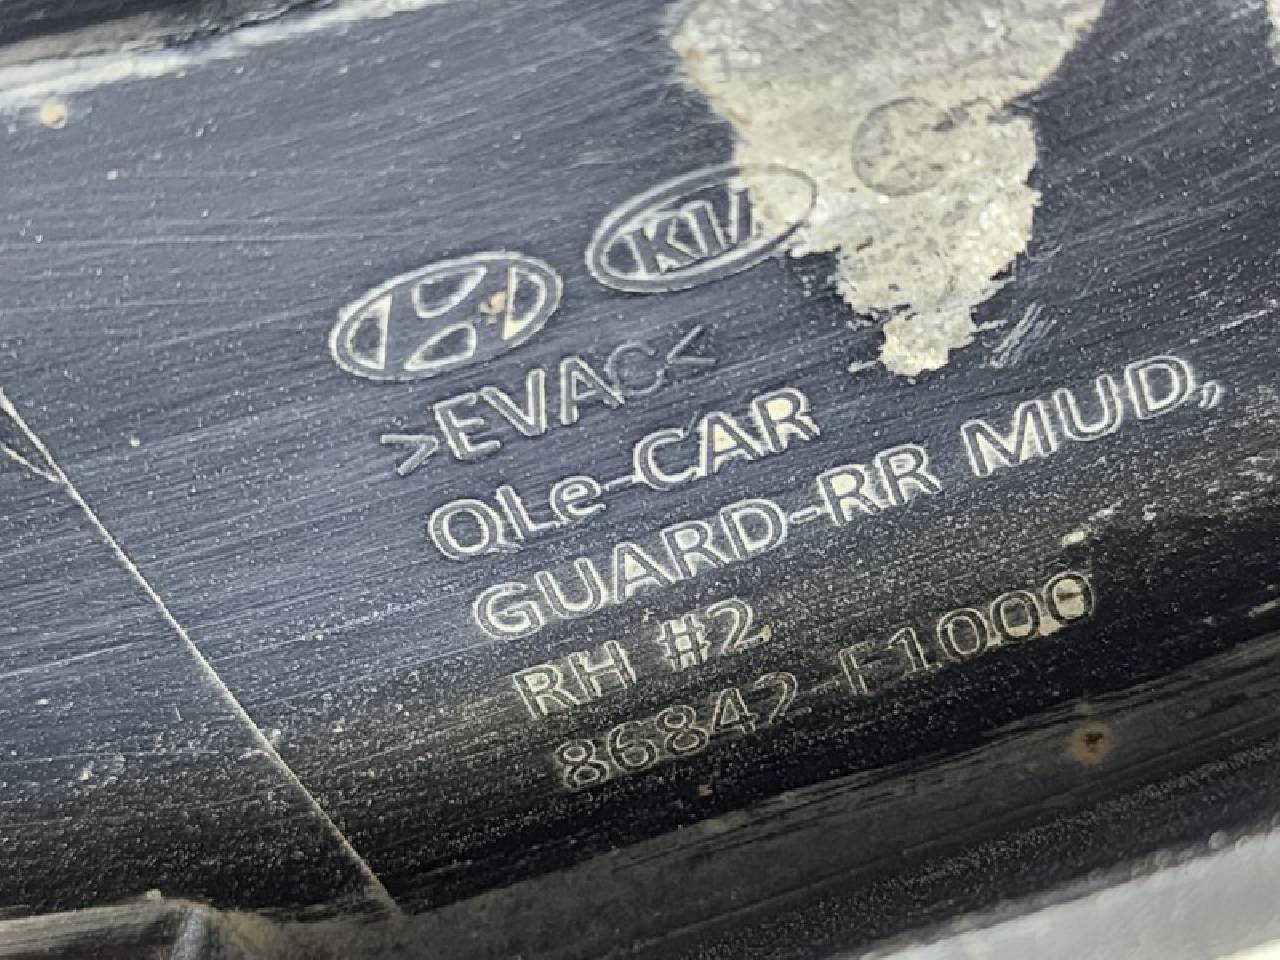 KIA
>EVAC<
QLe-CAR
GUARD-RR MUD,
RH #2
86842-F1000